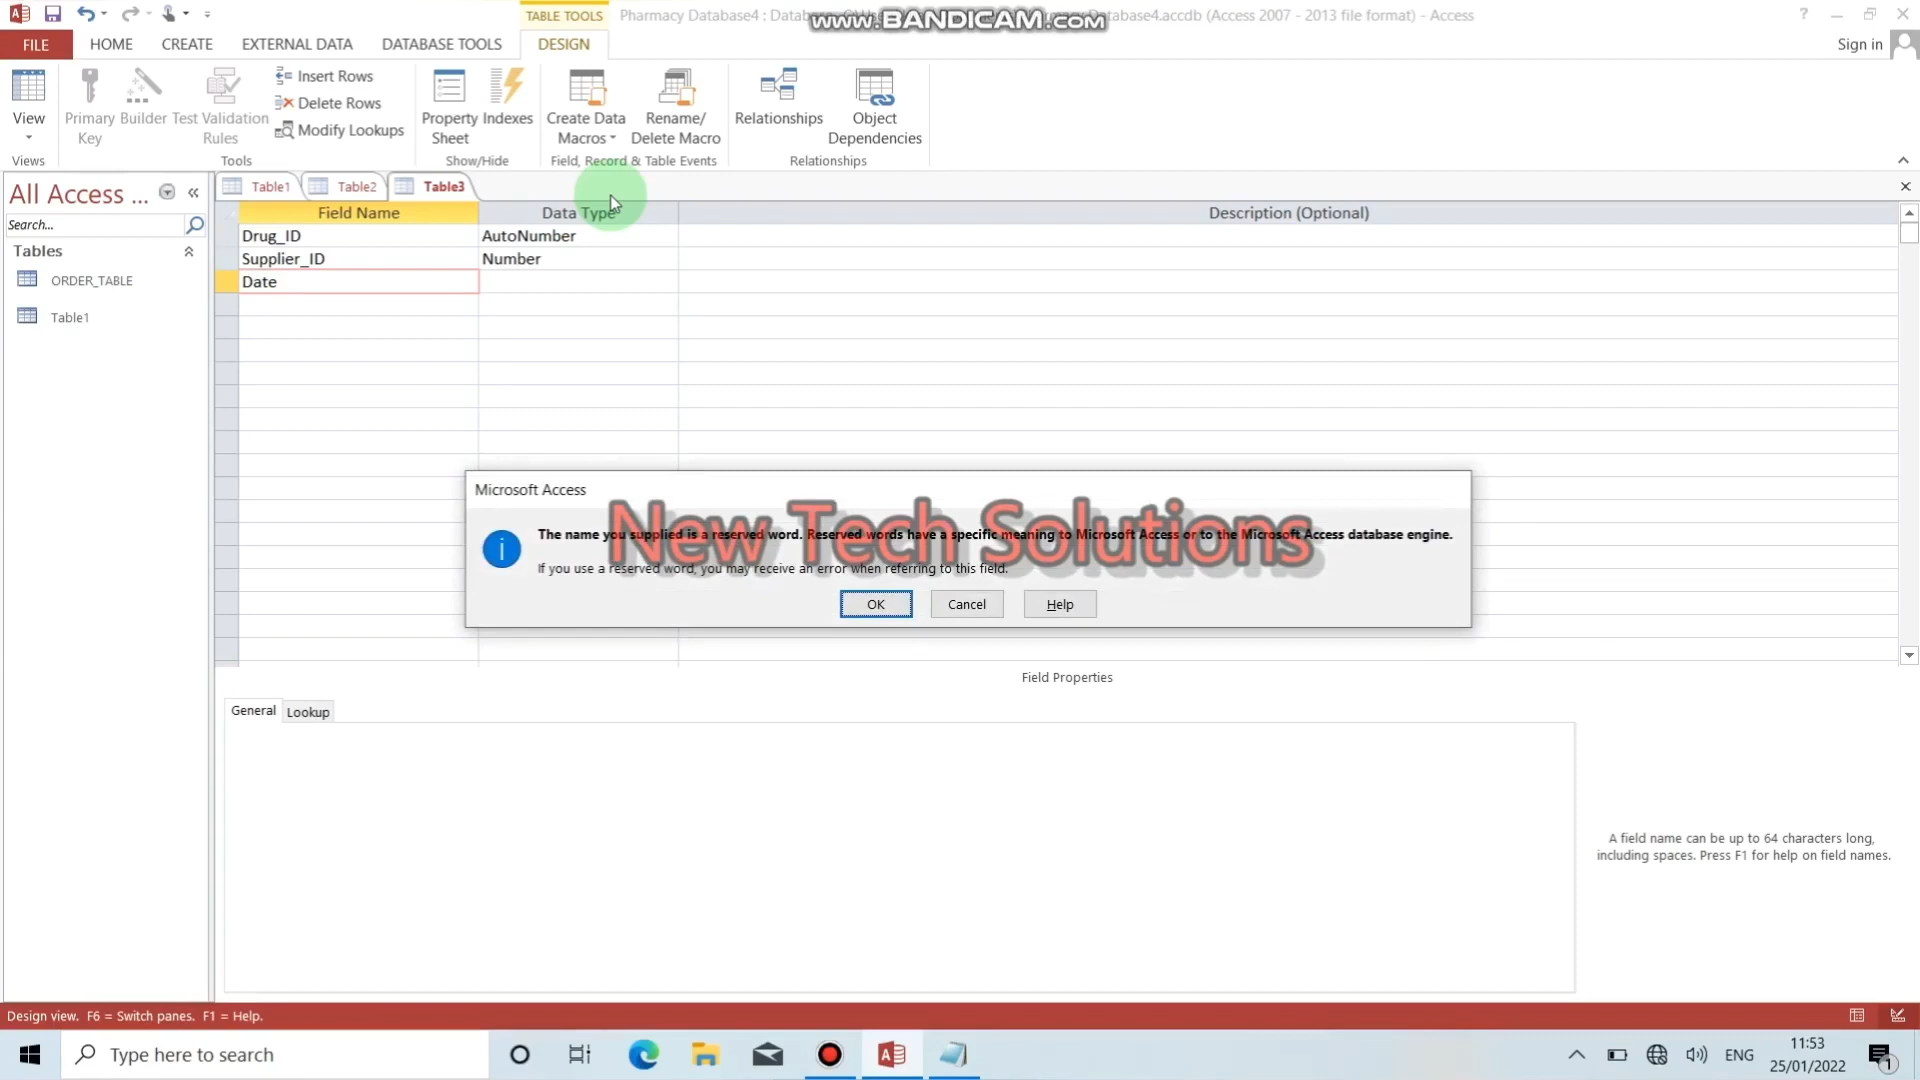 TABLE TOOLS
Pharmacy Database4 : Database- C:\
Database4.accdb (Access 2007 - 2013 file format) - Access
www.BANDICAM.com
FILE
HOME
CREATE
EXTERNAL DATA
DATABASE TOOLS
DESIGN
Sign in
View
Primary Key
Builder
Test Validation Rules
Insert Rows
Delete Rows
Modify Lookups
Property Sheet
Indexes
Create Data Macros
Rename/ Delete Macro
Relationships
Object Dependencies
Views
Tools
Show/Hide
Field, Record & Table Events
Relationships
All Access ...
Search...
Tables
ORDER_TABLE
Table1
Table1
Table2
Table3
Field Name
Data Type
Description (Optional)
Drug_ID
AutoNumber
Supplier_ID
Number
Date
Microsoft Access
New Tech Solutions
The name you supplied is a reserved word. Reserved words have a specific meaning to Microsoft Access or to the Microsoft Access database engine.
If you use a reserved word, you may receive an error when referring to this field.
OK
Cancel
Help
Field Properties
General
Lookup
A field name can be up to 64 characters long,
including spaces. Press F1 for help on field names.
Design view. F6 = Switch panes. F1 = Help.
Type here to search
ENG
11:53
25/01/2022
1